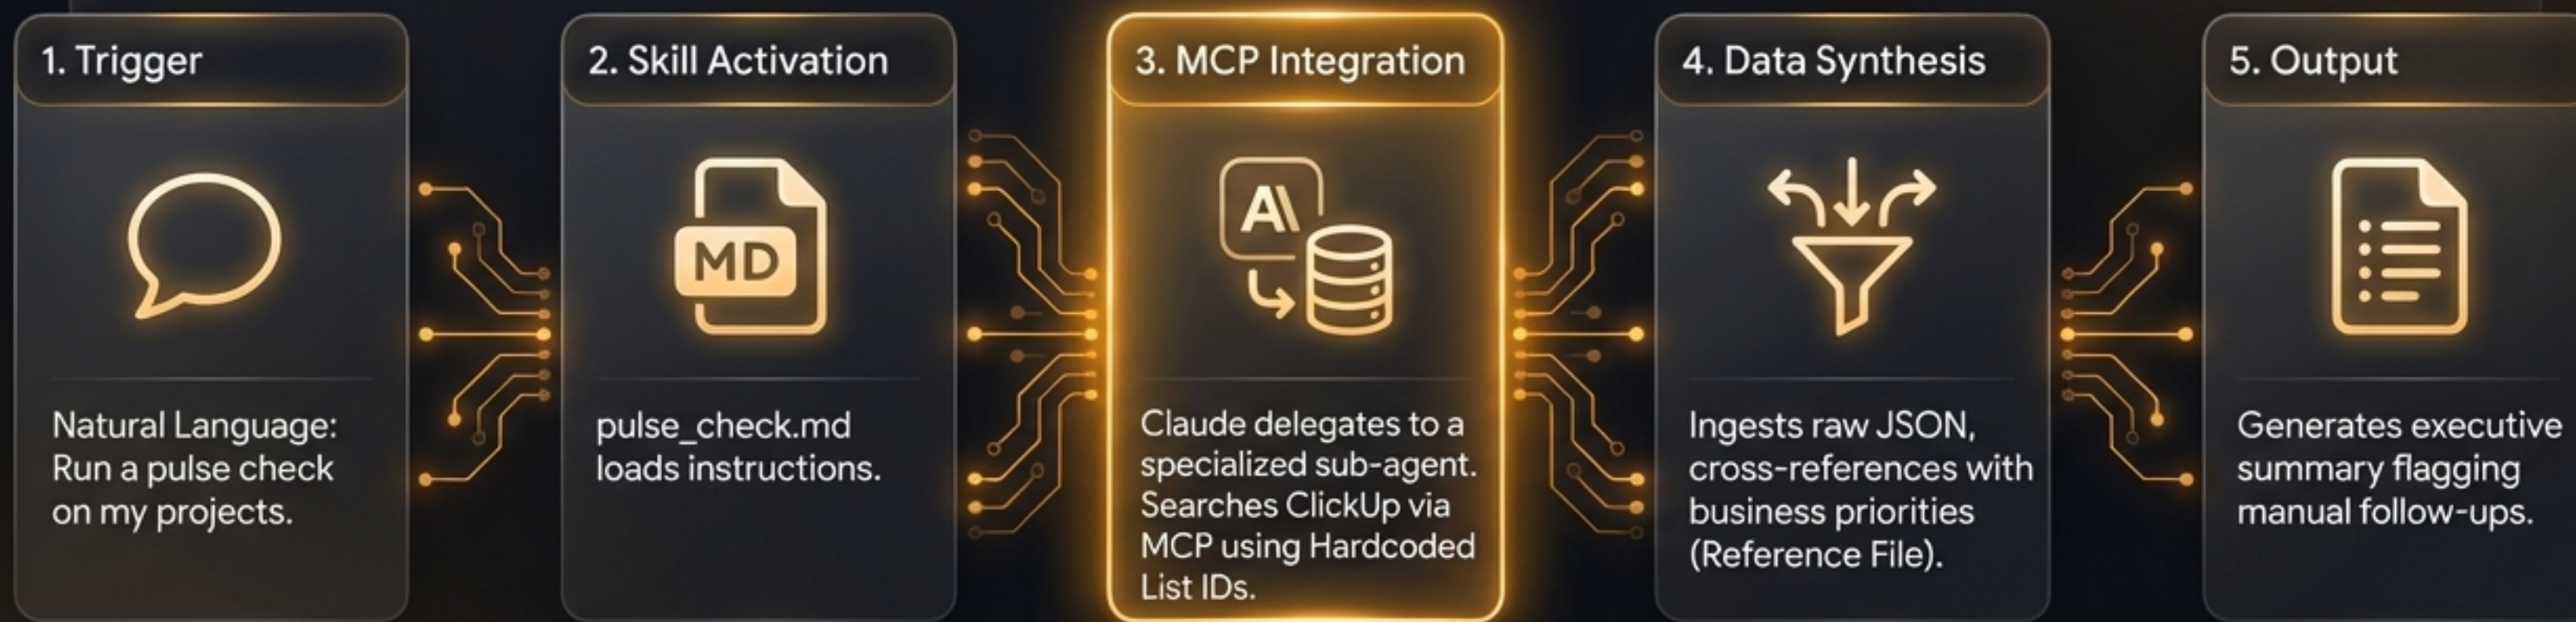 1. Trigger
Natural Language:
Run a pulse check
on my projects.
2. Skill Activation
MD
pulse_check.md
loads instructions.
3. MCP Integration
A\
Claude delegates to a
specialized sub-agent.
Searches ClickUp via
MCP using Hardcoded
List IDs.
4. Data Synthesis
Ingests raw JSON,
cross-references with
business priorities
(Reference File).
5. Output
Generates executive
summary flagging
manual follow-ups.